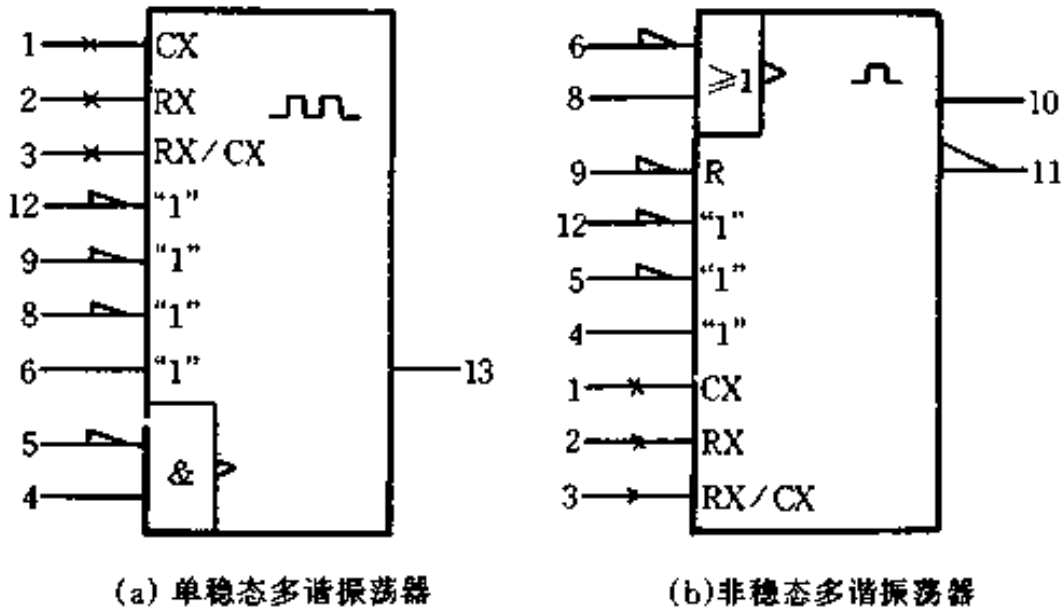 1 CX
2 RX
3 RX/CX
12 “1”
9 “1”
8 “1”
6 “1” 13
5
&
4
6
≥1
8 10
9 R 11
12 “1”
5 “1”
4 “1”
1 CX
2 RX
3 RX/CX
(a) 单稳态多谐振荡器
(b)非稳态多谐振荡器